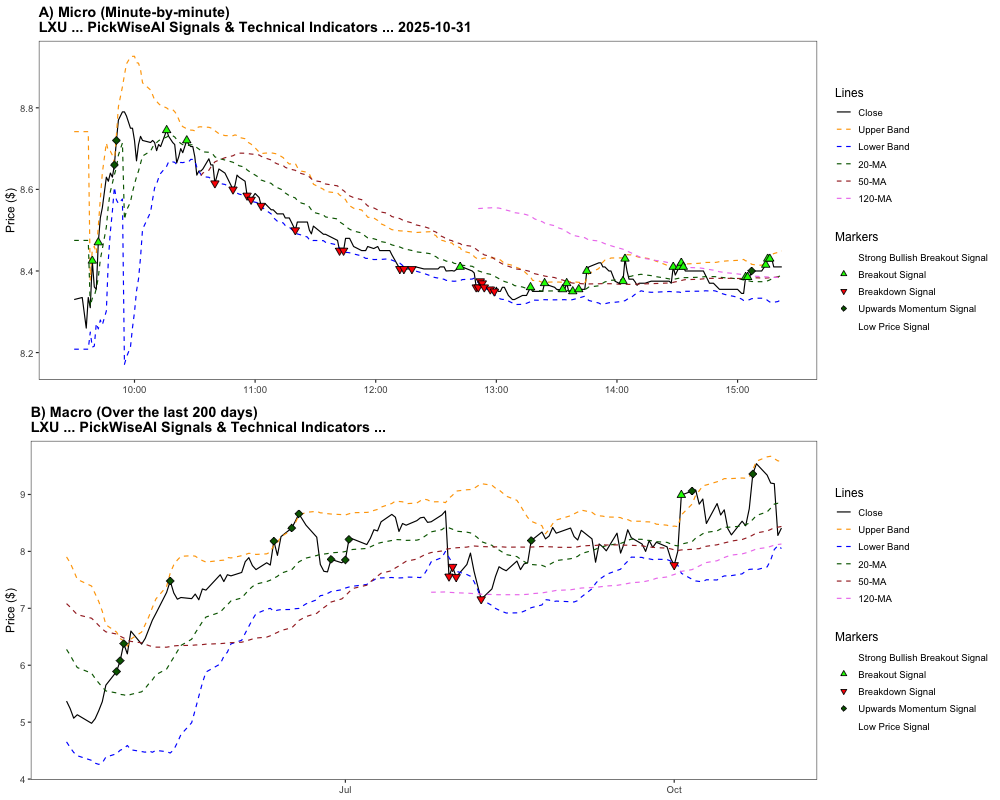 A) Micro (Minute-by-minute)
LXU ... PickWiseAI Signals & Technical Indicators ... 2025-10-31
Price ($)
8.8
8.6
8.4
8.2
10:00
11:00
12:00
13:00
14:00
15:00
Lines
Close
Upper Band
Lower Band
20-MA
50-MA
120-MA
Markers
Strong Bullish Breakout Signal
Breakout Signal
Breakdown Signal
Upwards Momentum Signal
Low Price Signal
B) Macro (Over the last 200 days)
LXU ... PickWiseAI Signals & Technical Indicators ...
Price ($)
9
8
7
6
5
4
Jul
Oct
Lines
Close
Upper Band
Lower Band
20-MA
50-MA
120-MA
Markers
Strong Bullish Breakout Signal
Breakout Signal
Breakdown Signal
Upwards Momentum Signal
Low Price Signal